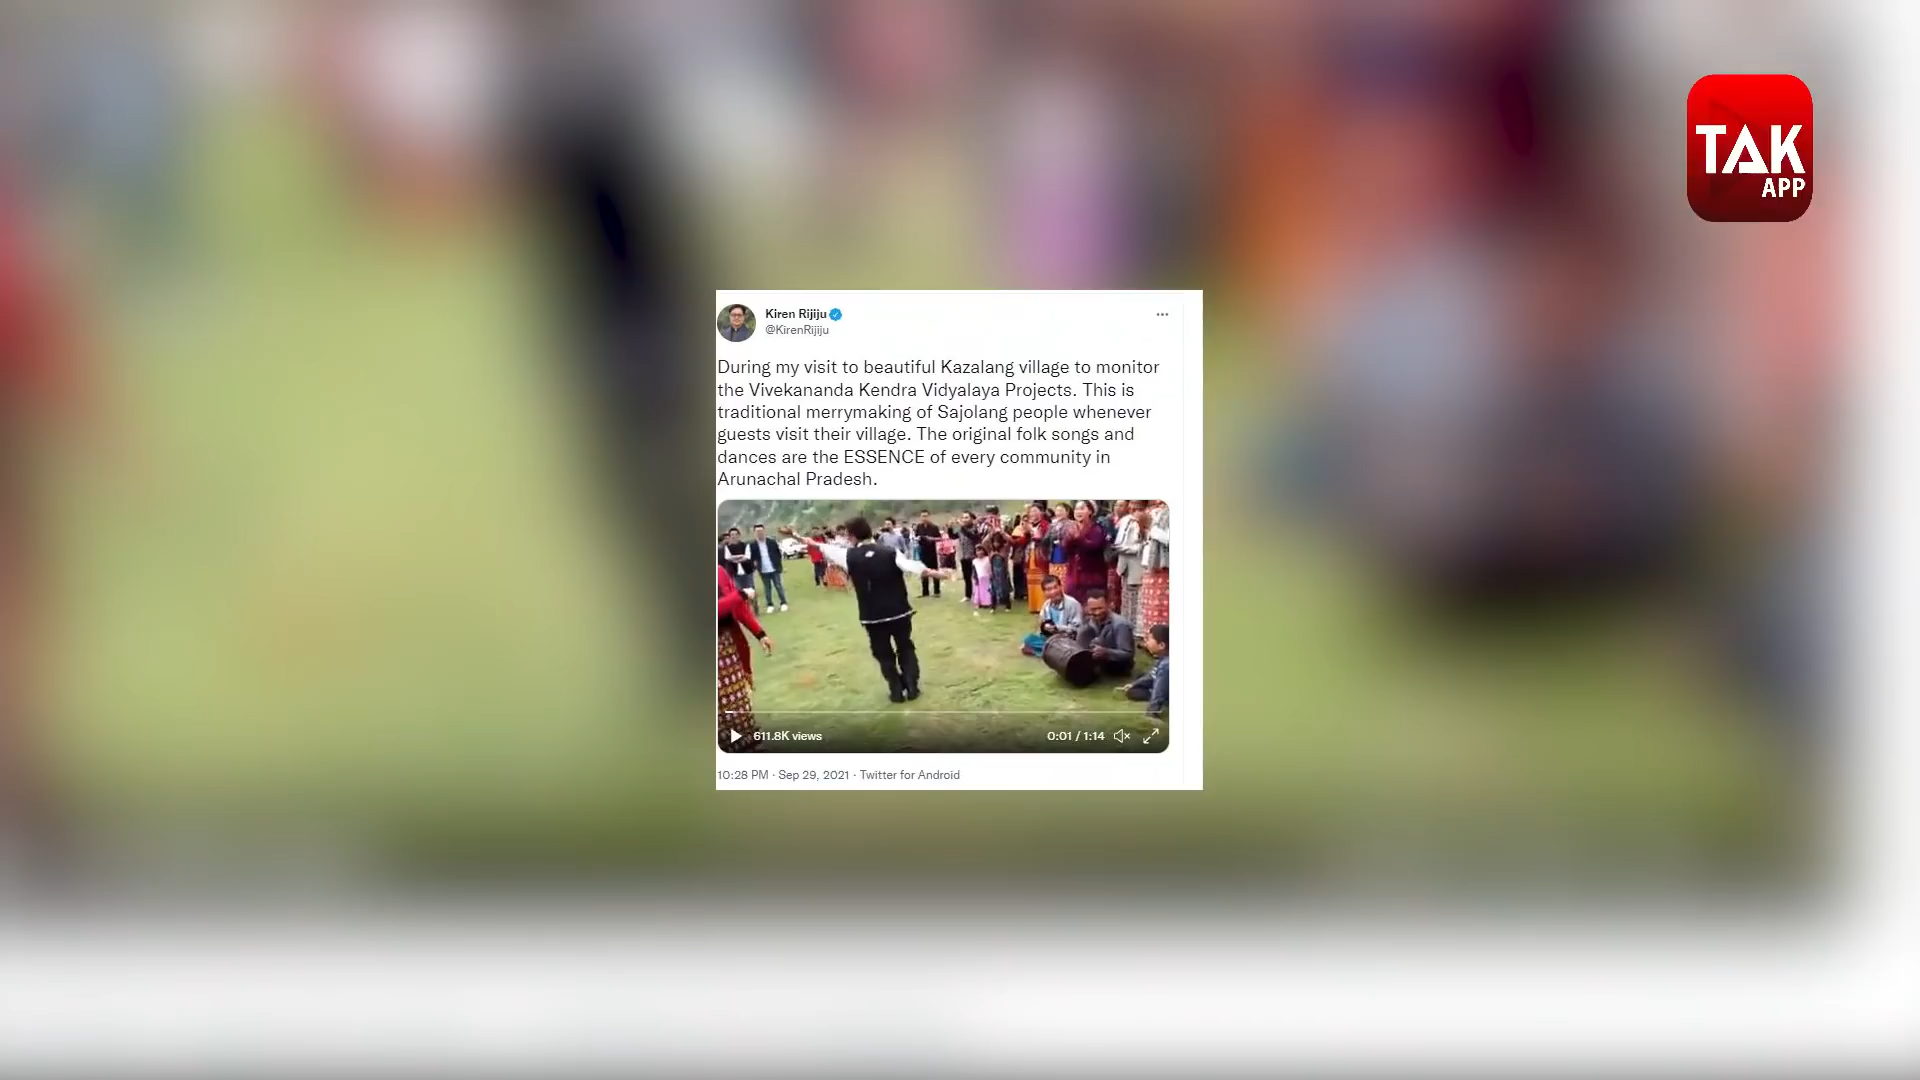 TAK
APP
Kiren Rijiju
@KirenRijiju
During my visit to beautiful Kazalang village to monitor
the Vivekananda Kendra Vidyalaya Projects. This is
traditional merrymaking of Sajolang people whenever
guests visit their village. The original folk songs and
dances are the ESSENCE of every community in
Arunachal Pradesh.
611.8K views
0:01 / 1:14
10:28 PM · Sep 29, 2021 · Twitter for Android